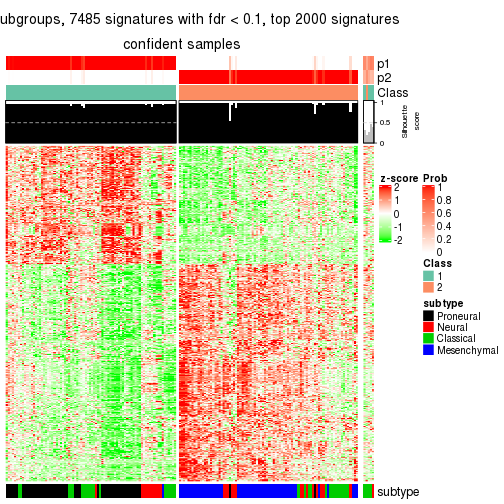 ubgroups, 7485 signatures with fdr < 0.1, top 2000 signatures
confident samples
p1
p2
Class
1
0.5
0
Silhouette
score
z-score
2
1
0
-1
-2
Prob
1
0.8
0.6
0.4
0.2
0
Class
1
2
subtype
Proneural
Neural
Classical
Mesenchymal
subtype